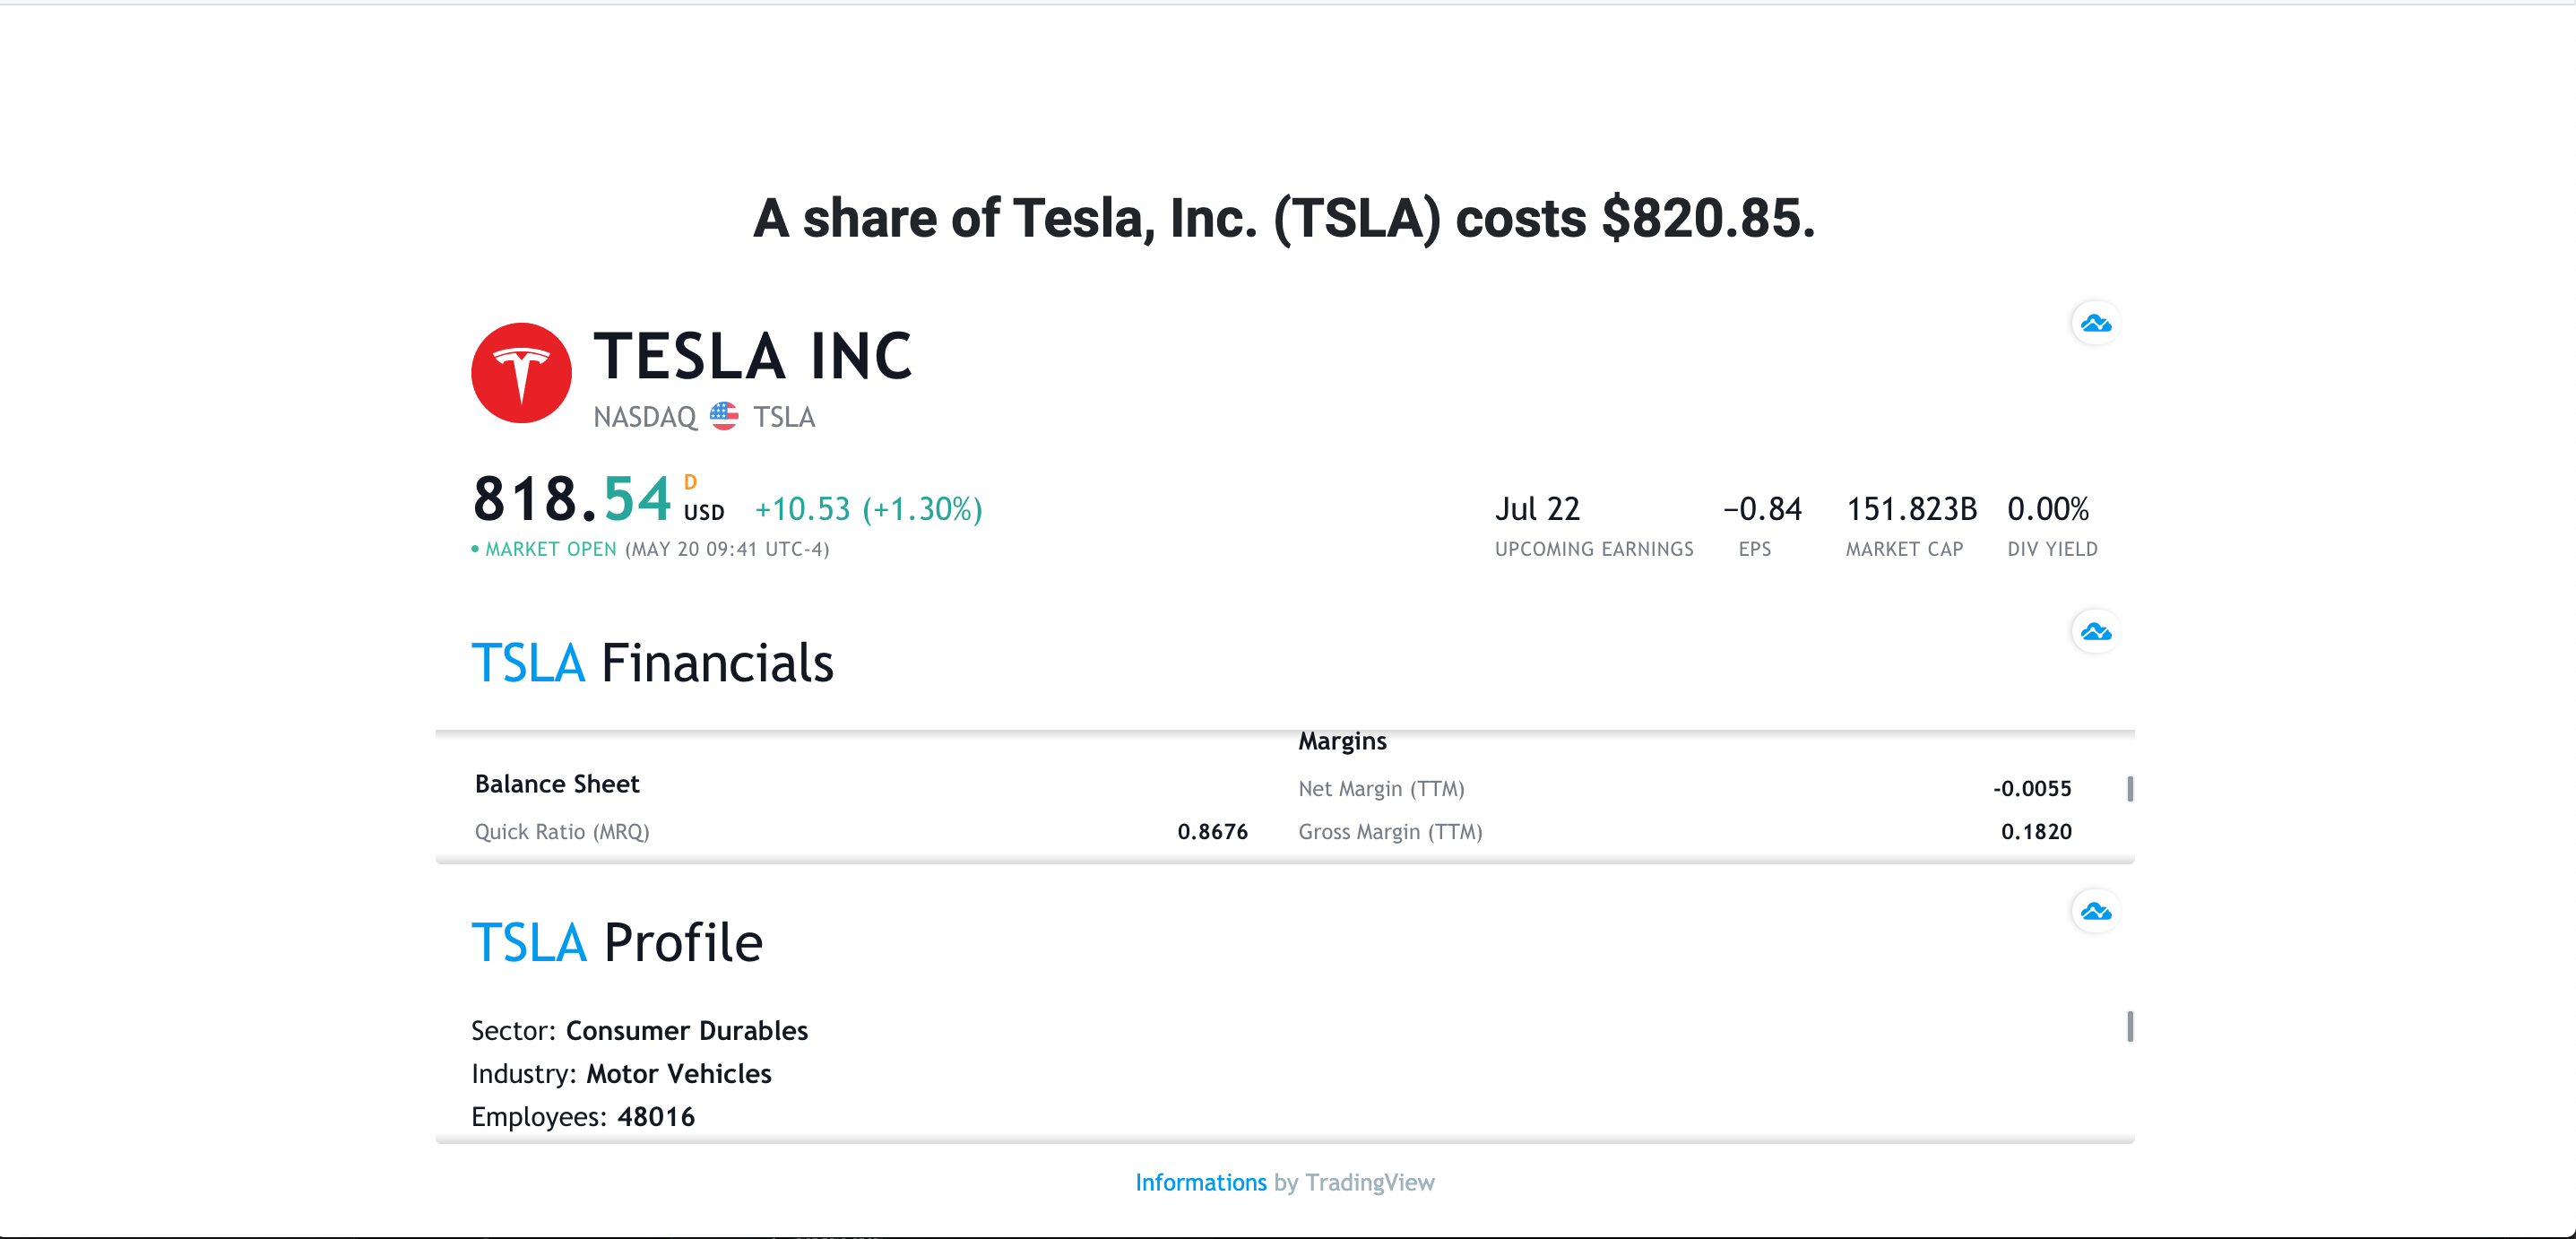 A share of Tesla, Inc. (TSLA) costs $820.85.
TESLA INC
NASDAQ TSLA
818.54 D USD +10.53 (+1.30%)
• MARKET OPEN (MAY 20 09:41 UTC-4)
Jul 22 −0.84 151.823B 0.00%
UPCOMING EARNINGS EPS MARKET CAP DIV YIELD
TSLA Financials
Balance Sheet
Quick Ratio (MRQ) 0.8676
Margins
Net Margin (TTM) -0.0055
Gross Margin (TTM) 0.1820
TSLA Profile
Sector: Consumer Durables
Industry: Motor Vehicles
Employees: 48016
Informations by TradingView